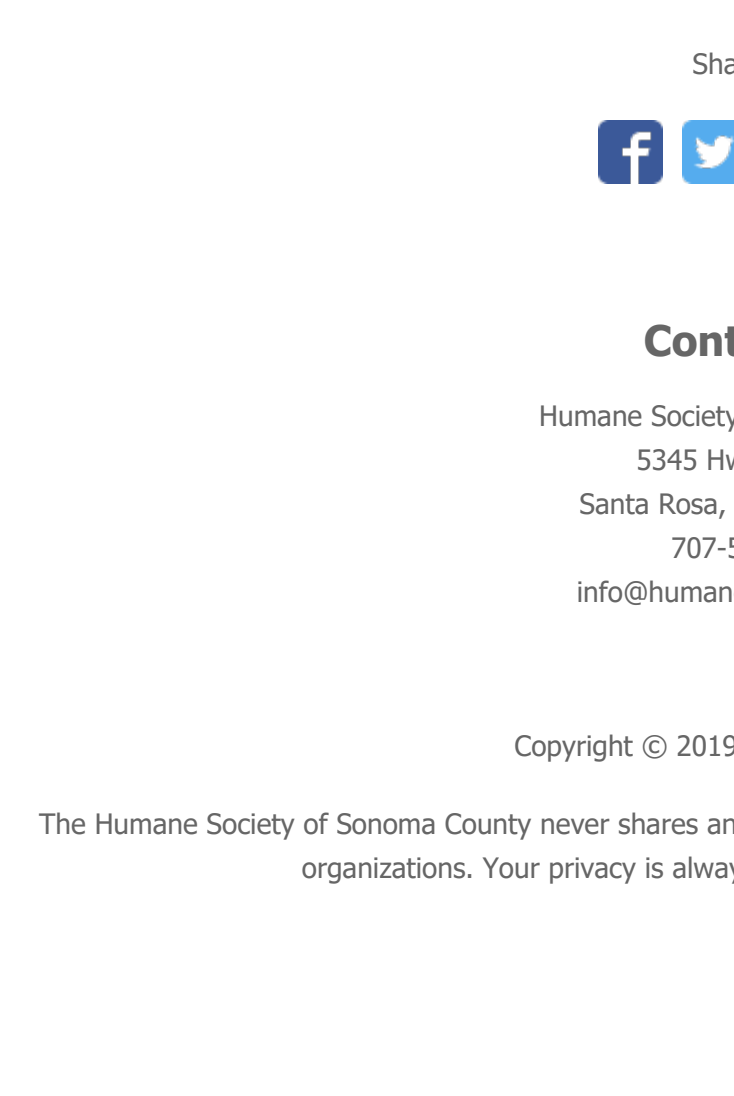 Sha
Cont
Humane Society
5345 Hw
Santa Rosa,
707-5
info@human
Copyright © 2019
The Humane Society of Sonoma County never shares an
organizations. Your privacy is alway